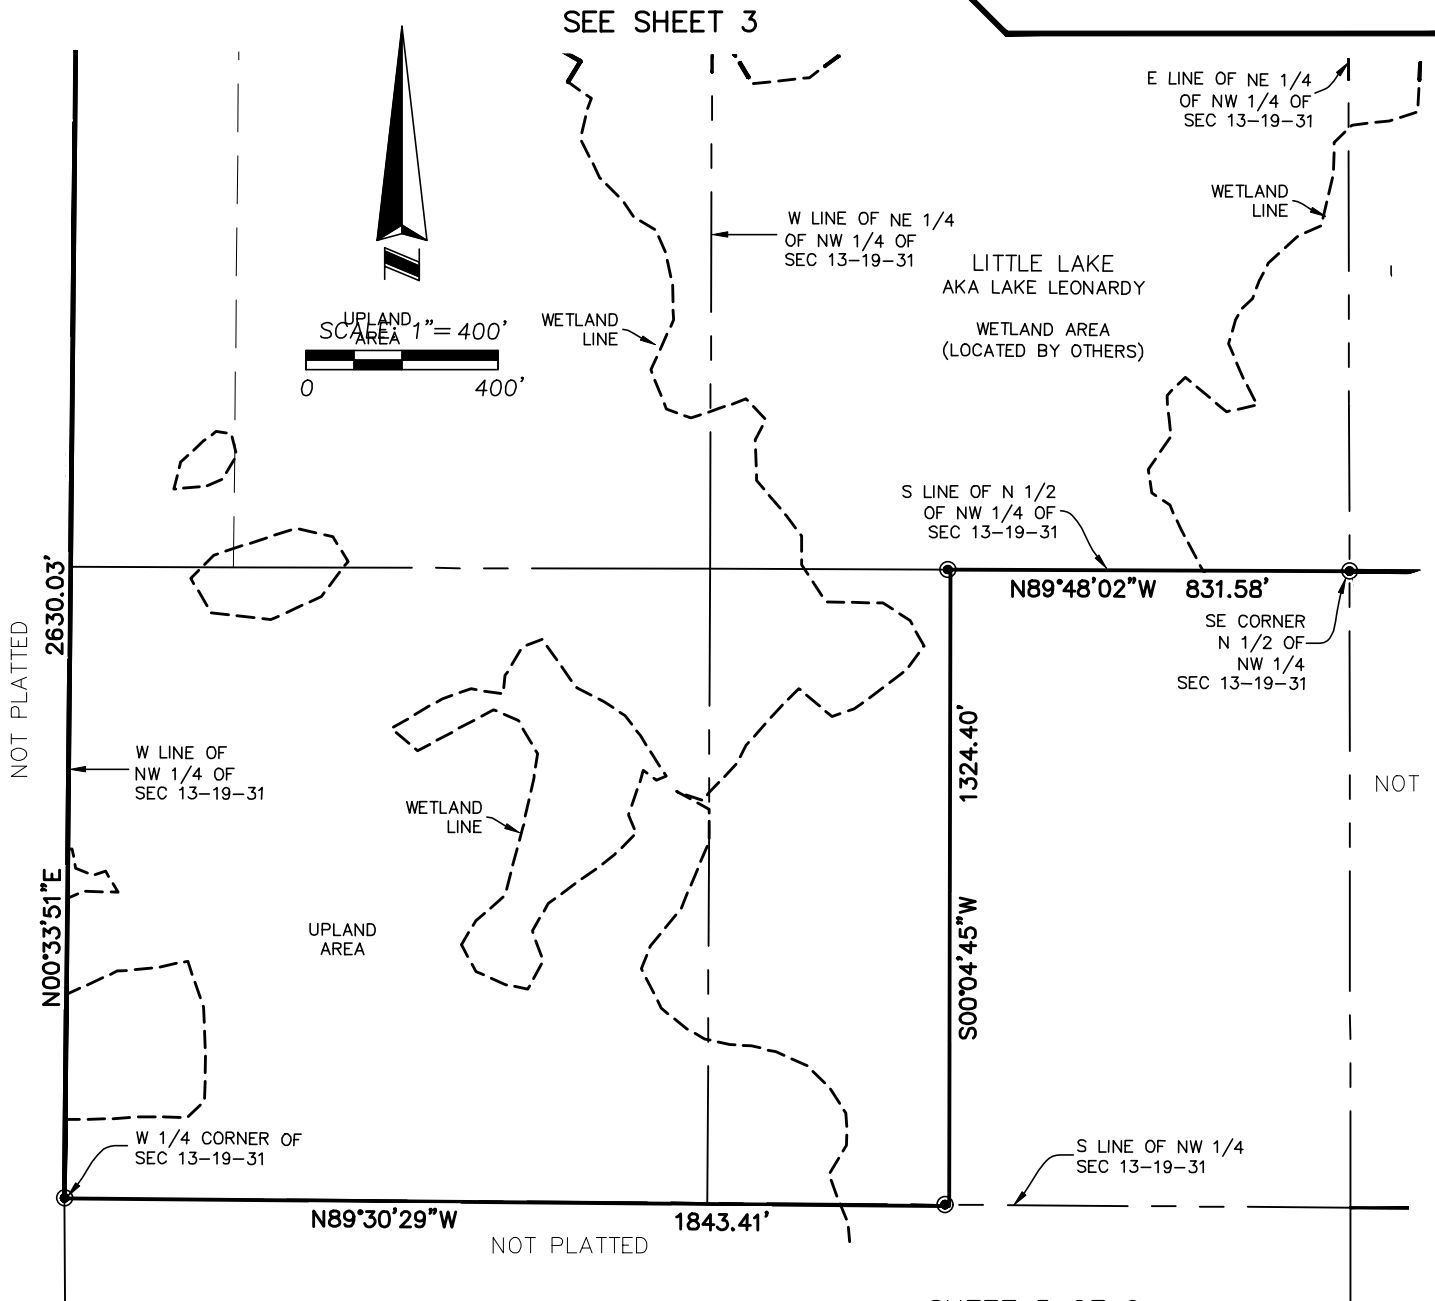 SEE SHEET 3
E LINE OF NE 1/4
OF NW 1/4 OF
SEC 13-19-31
WETLAND
LINE
W LINE OF NE 1/4
OF NW 1/4 OF
SEC 13-19-31
LITTLE LAKE
AKA LAKE LEONARDY
WETLAND AREA
(LOCATED BY OTHERS)
UPLAND
AREA
SCALE: 1"= 400'
0 400'
WETLAND
LINE
S LINE OF N 1/2
OF NW 1/4 OF
SEC 13-19-31
N89°48'02"W 831.58'
SE CORNER
N 1/2 OF
NW 1/4
SEC 13-19-31
2630.03'
NOT PLATTED
W LINE OF
NW 1/4 OF
SEC 13-19-31
1324.40'
NOT
WETLAND
LINE
N00°33'51"E
UPLAND
AREA
S00°04'45"W
W 1/4 CORNER OF
SEC 13-19-31
S LINE OF NW 1/4
SEC 13-19-31
N89°30'29"W 1843.41'
NOT PLATTED